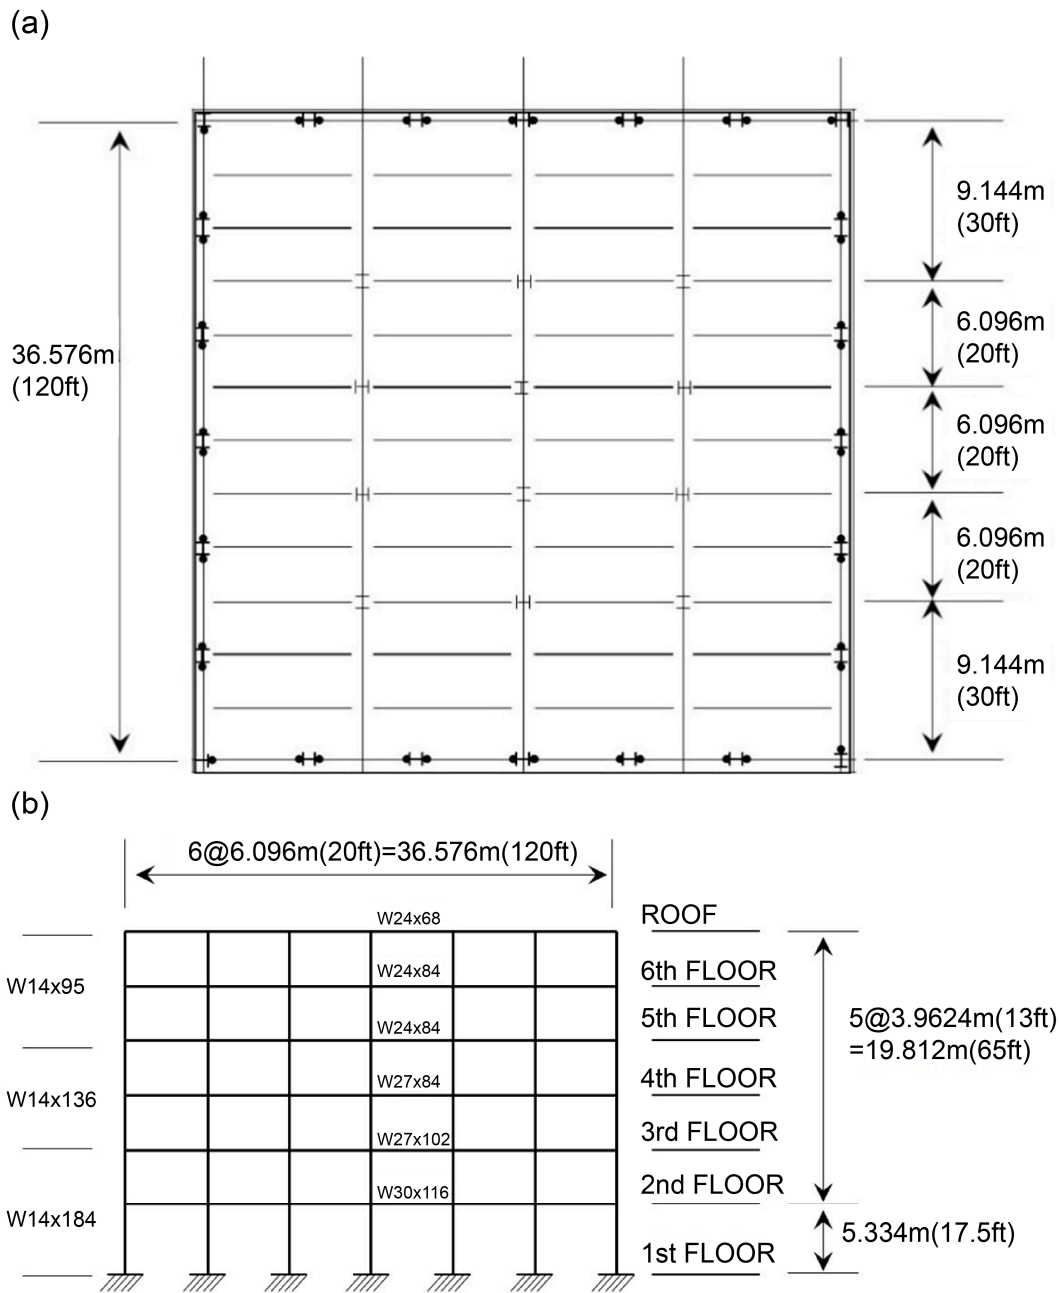 (a)
9.144m
(30ft)
6.096m
(20ft)
36.576m
(120ft)
6.096m
(20ft)
6.096m
(20ft)
9.144m
(30ft)
(b)
6@6.096m(20ft)=36.576m(120ft)
W24x68
ROOF
W14x95
W24x84
6th FLOOR
W24x84
5th FLOOR
5@3.9624m(13ft)
=19.812m(65ft)
W14x136
W27x84
4th FLOOR
W27x102
3rd FLOOR
W30x116
2nd FLOOR
W14x184
5.334m(17.5ft)
1st FLOOR